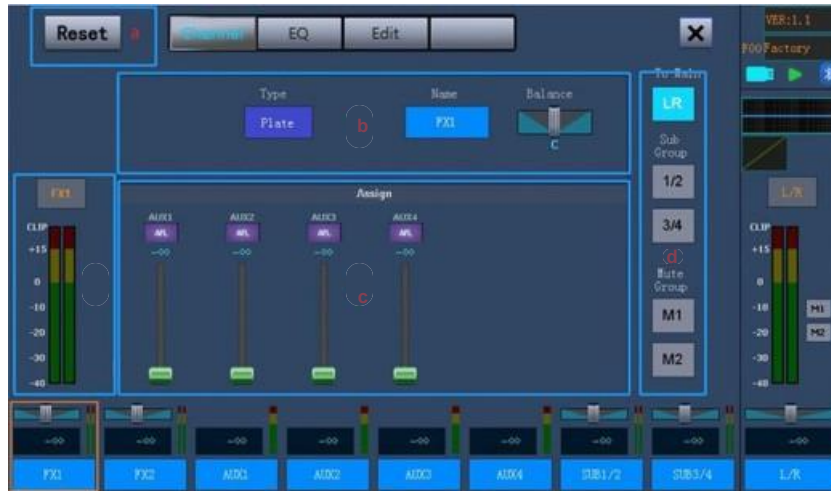 Reset
a
Channel
EQ
Edit
VER:1.1
F00Factory
Type
Name
Balance
To Main
Plate
b
FX1
C
LR
Sub
Group
1/2
3/4
d
Mute
Group
M1
M2
FX1
CLIP
+15
0
-10
-20
-30
-40
Assign
AUX1
AUX2
AUX3
AUX4
AFL
AFL
AFL
AFL
-∞
-∞
-∞
-∞
c
L/R
CLIP
+15
0
-10
-20
-30
-40
M1
M2
-∞
-∞
-∞
-∞
-∞
-∞
-∞
-∞
-∞
FX1
FX2
AUX1
AUX2
AUX3
AUX4
SUB1/2
SUB3/4
L/R